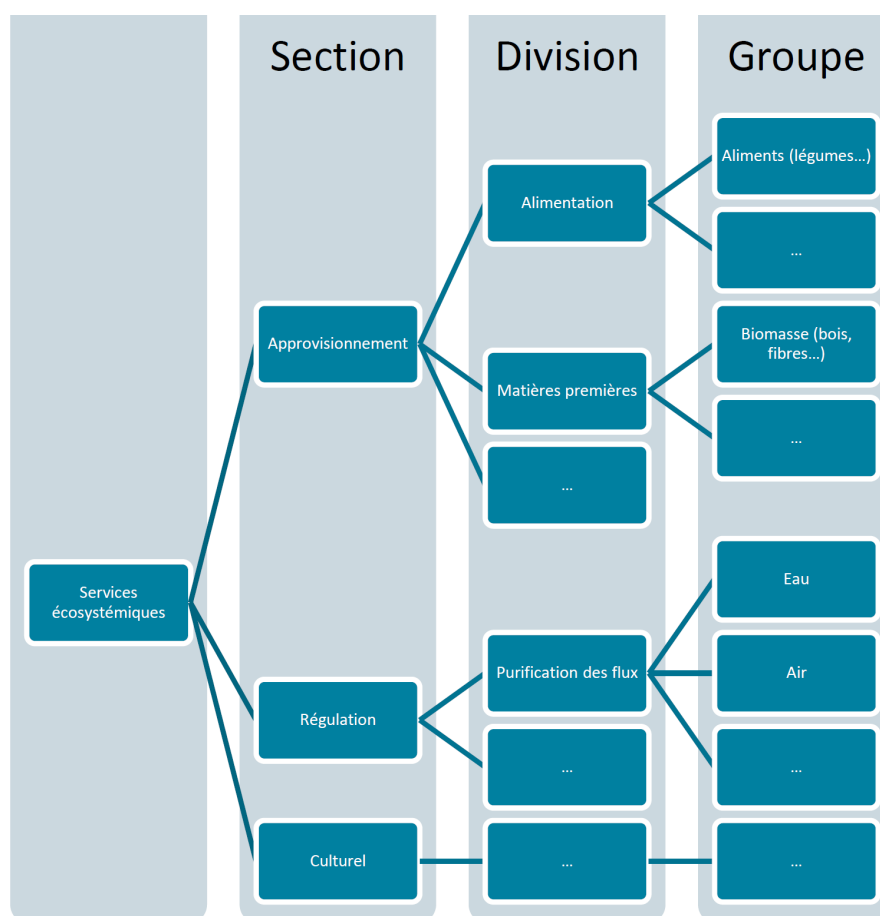 Section
Division
Groupe
Aliments (légumes...)
Alimentation
...
Approvisionnement
Biomasse (bois,
fibres...)
Matières premières
...
...
Services
écosystémiques
Eau
Purification des flux
Air
Régulation
...
...
Culturel
...
...